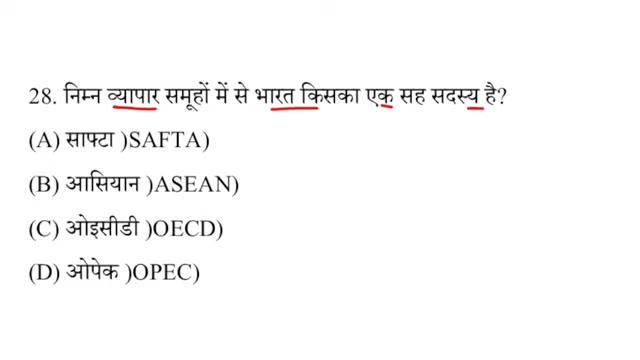 28. निम्न व्यापार समूहों में से भारत किसका एक सह सदस्य है?
(A) साफ्टा )SAFTA)
(B) आसियान )ASEAN)
(C) ओइसीडी )OECD)
(D) ओपेक )OPEC)